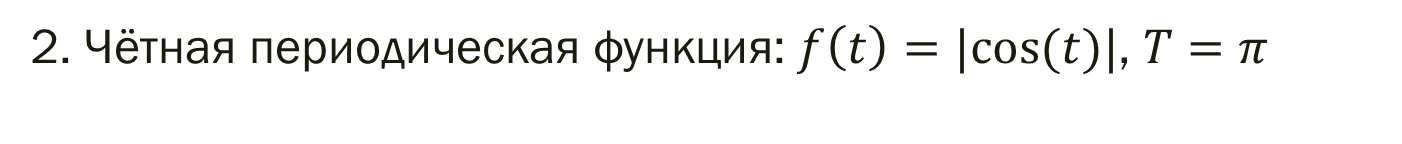 2. Чётная периодическая функция: f(t) = |cos(t)|, T = π